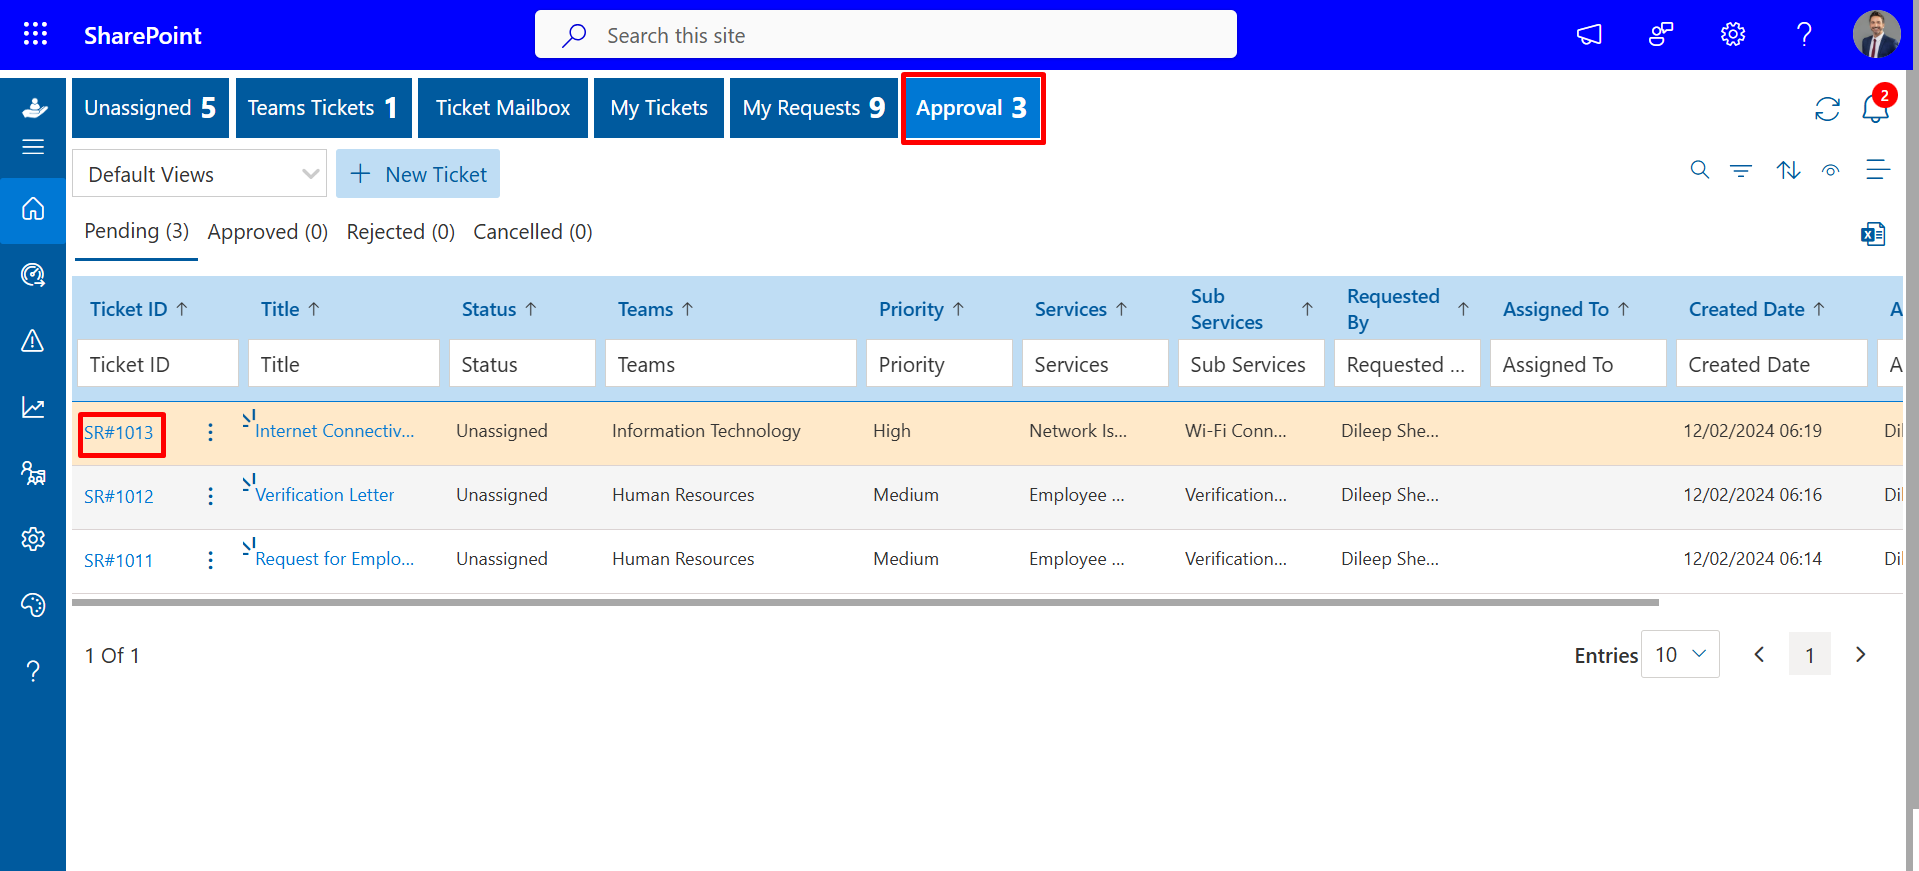 SharePoint
Search this site
Unassigned 5
Teams Tickets 1
Ticket Mailbox
My Tickets
My Requests 9
Approval 3
2
Default Views
New Ticket
Pending (3)
Approved (0)
Rejected (0)
Cancelled (0)
Ticket ID
Title
Status
Teams
Priority
Services
Sub
Services
Requested
By
Assigned To
Created Date
A
Ticket ID
Title
Status
Teams
Priority
Services
Sub Services
Requested ...
Assigned To
Created Date
A
SR#1013 Internet Connectiv... Unassigned Information Technology High Network Is... Wi-Fi Conn... Dileep She... 12/02/2024 06:19 Dil
SR#1012 Verification Letter Unassigned Human Resources Medium Employee ... Verification... Dileep She... 12/02/2024 06:16 Dil
SR#1011 Request for Emplo... Unassigned Human Resources Medium Employee ... Verification... Dileep She... 12/02/2024 06:14 Dil
1 Of 1
Entries 10
1